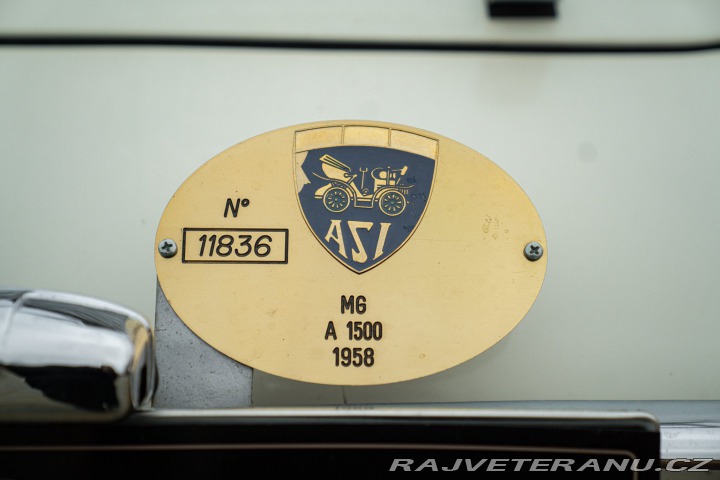 N°
11836
ASI
MG
A 1500
1958
RAJVETERANU.CZ